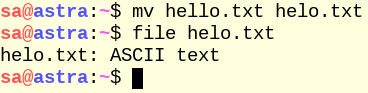 sa@astra:~$ mv hello.txt helo.txt
sa@astra:~$ file helo.txt
helo.txt: ASCII text
sa@astra:~$